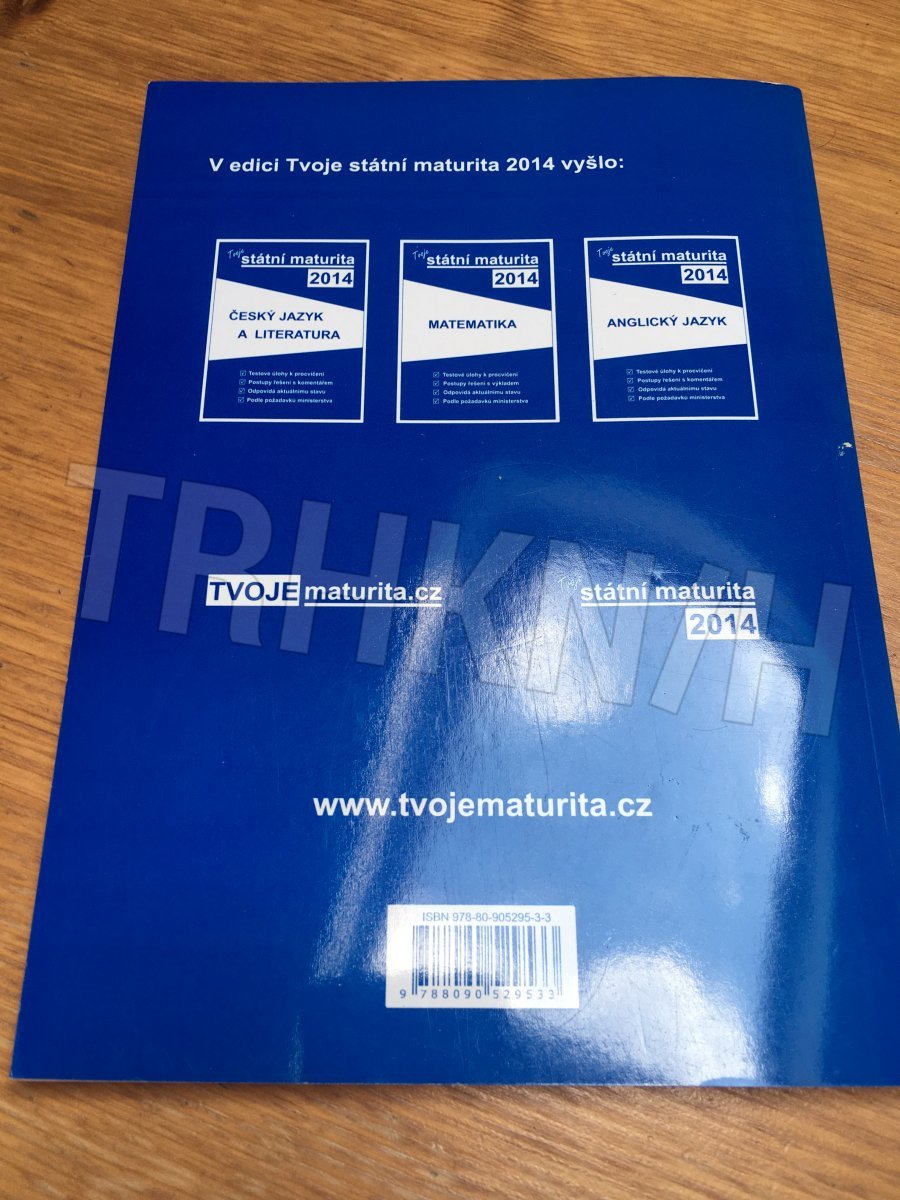 V edici Tvoje státní maturita 2014 vyšlo:
Tvoje
státní maturita
2014
ČESKÝ JAZYK
A LITERATURA
☑ Testové úlohy k procvičení
☑ Postupy řešení s komentářem
☑ Odpovídá aktuálnímu stavu
☑ Podle požadavků ministerstva
Tvoje
státní maturita
2014
MATEMATIKA
☑ Testové úlohy k procvičení
☑ Postupy řešení s výkladem
☑ Odpovídá aktuálnímu stavu
☑ Podle požadavků ministerstva
Tvoje
státní maturita
2014
ANGLICKÝ JAZYK
☑ Testové úlohy k procvičení
☑ Postupy řešení s komentářem
☑ Odpovídá aktuálnímu stavu
☑ Podle požadavků ministerstva
TRHKNIH
TVOJE maturita.cz
Tvoje
státní maturita
2014
www.tvojematurita.cz
ISBN 978-80-905295-3-3
9 788090 529533